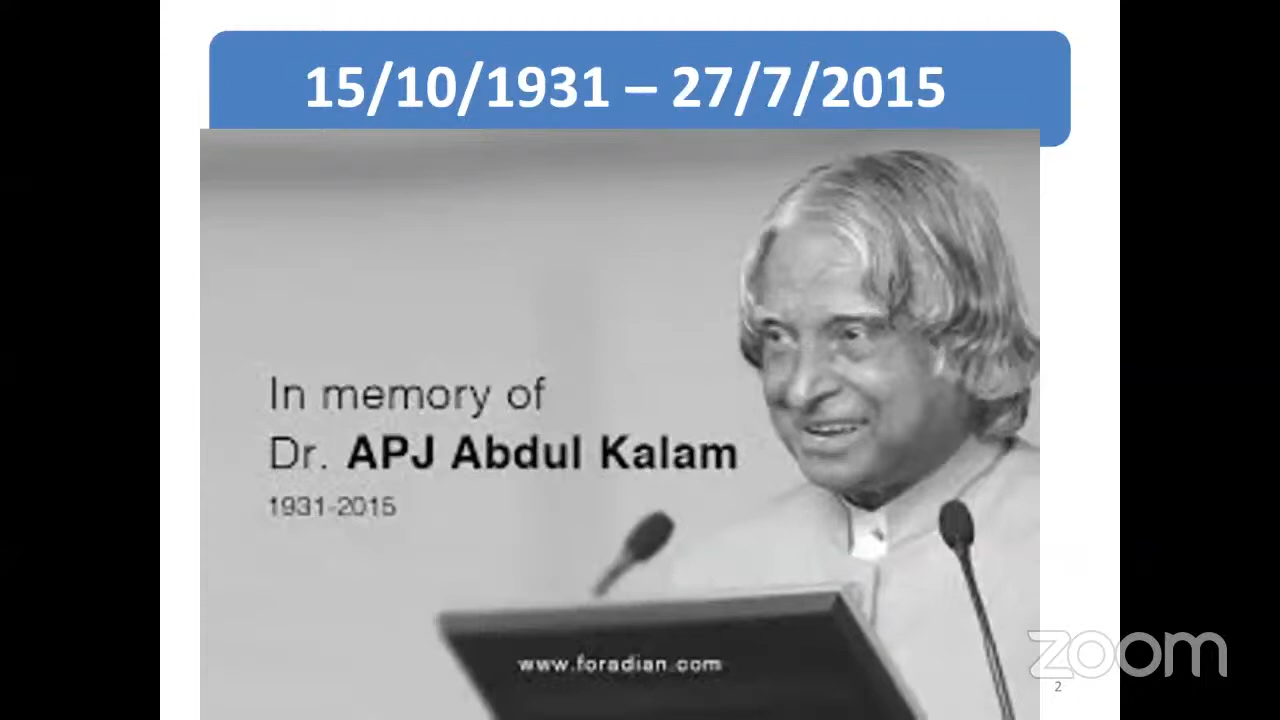 15/10/1931 – 27/7/2015
In memory of
Dr. APJ Abdul Kalam
1931-2015
www.foradian.com
zoom
2